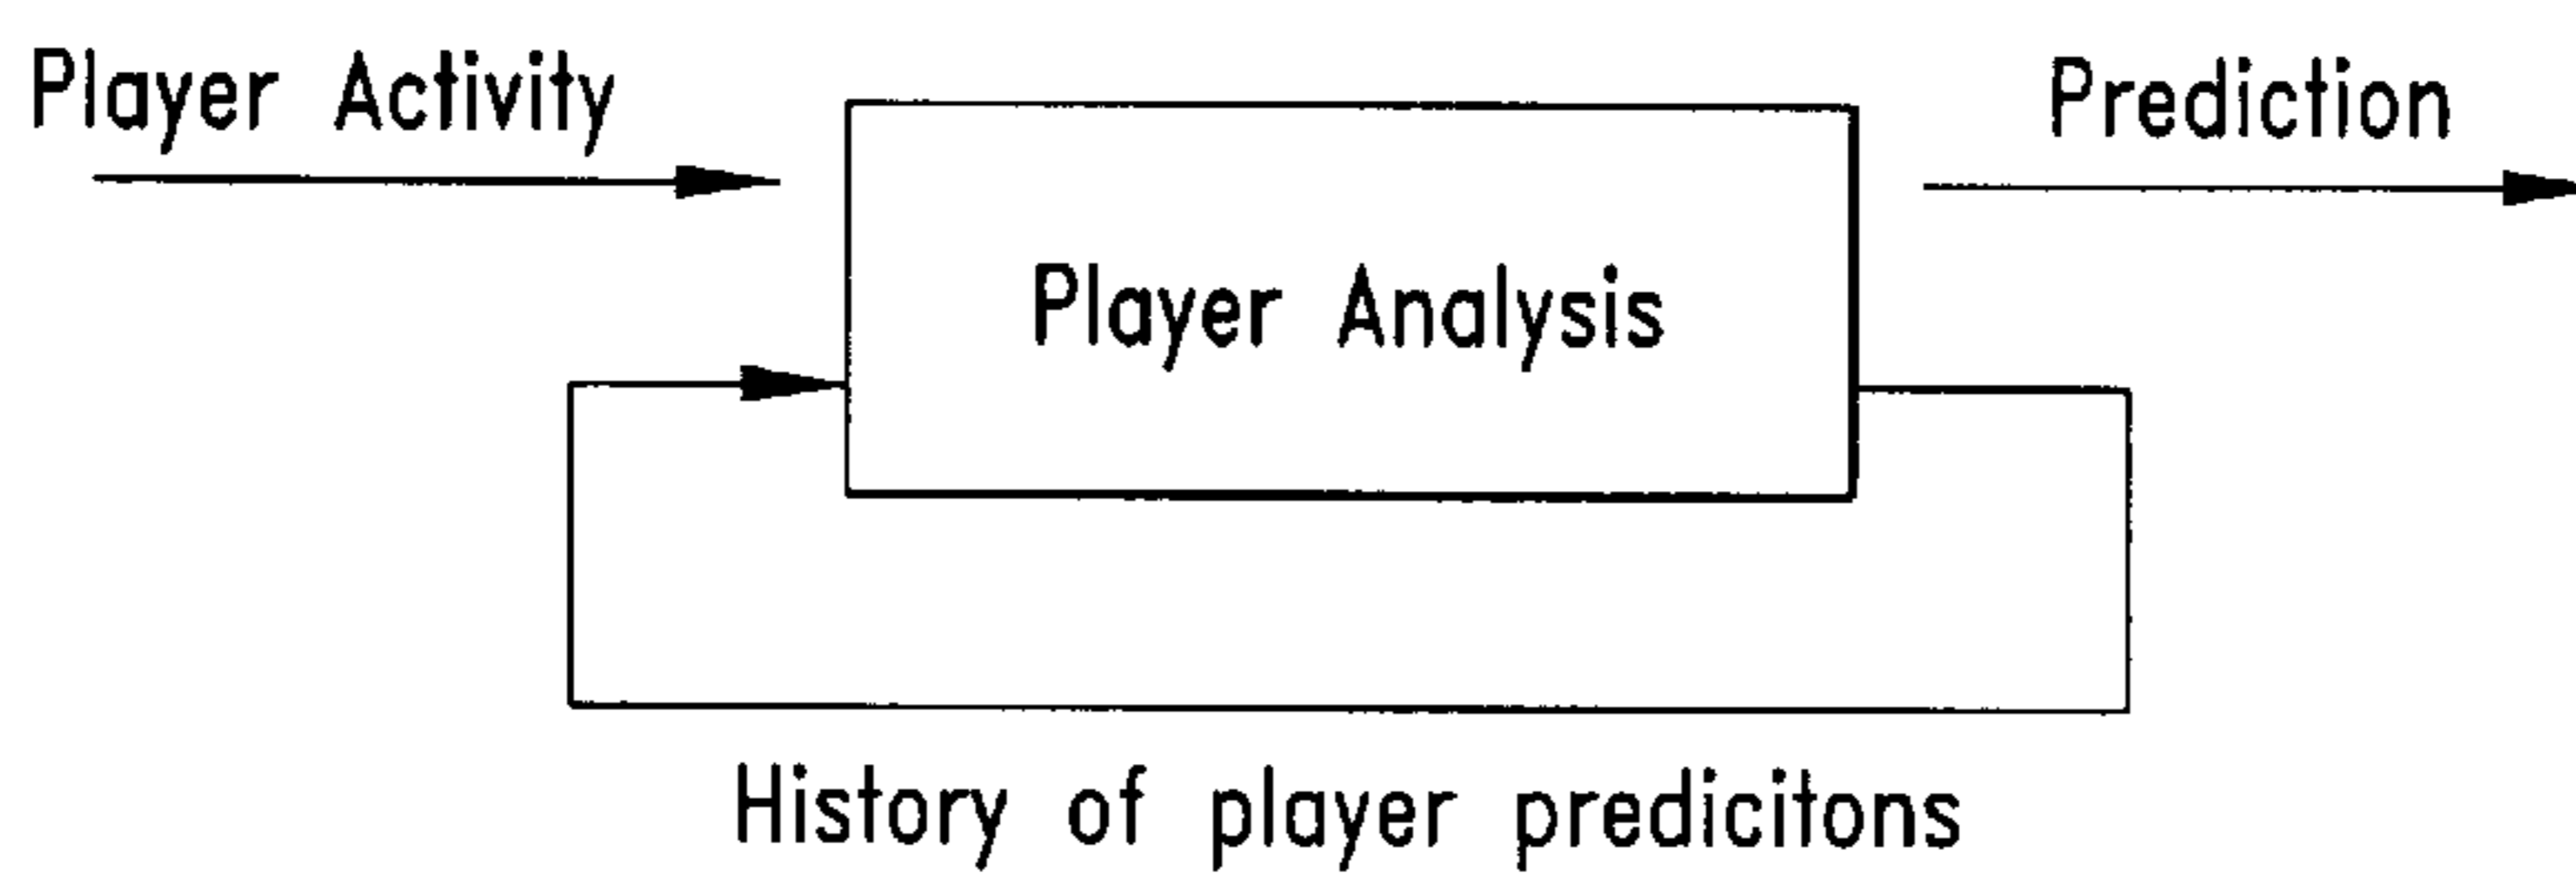 Player Activity
Prediction
Player Analysis
History of player predicitons